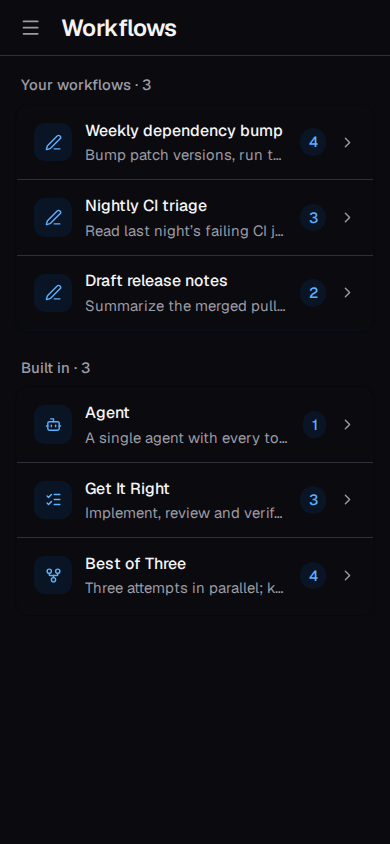 Workflows
Your workflows · 3
Weekly dependency bump
Bump patch versions, run t...
4
Nightly CI triage
Read last night's failing CI j...
3
Draft release notes
Summarize the merged pull...
2
Built in · 3
Agent
A single agent with every to...
1
Get It Right
Implement, review and verif...
3
Best of Three
Three attempts in parallel; k...
4